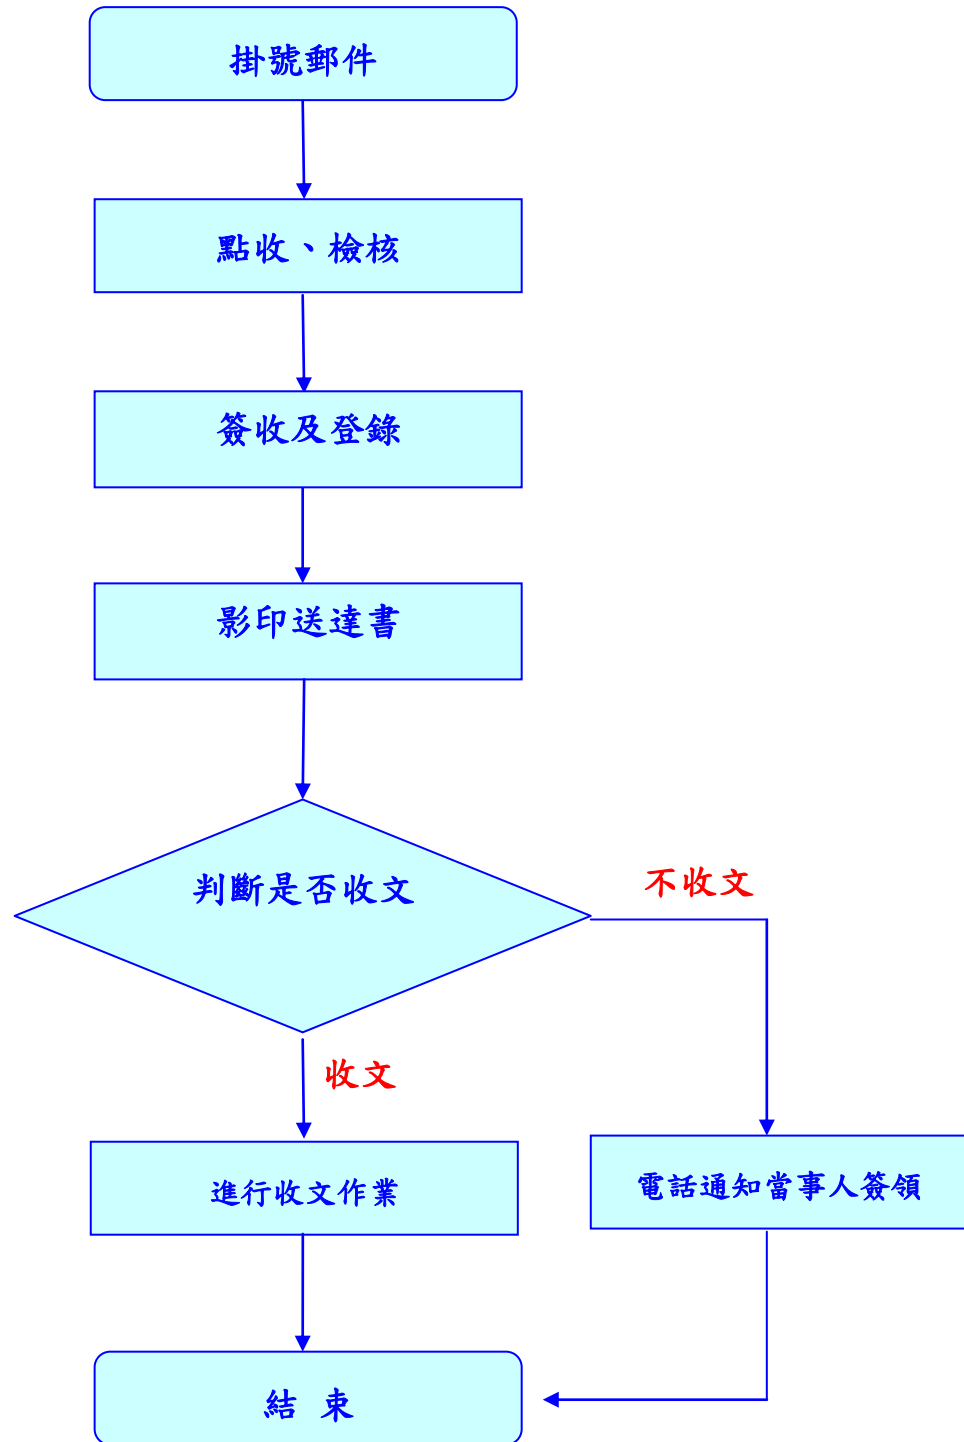 掛號郵件
點收、檢核
簽收及登錄
影印送達書
判斷是否收文
不收文
收文
進行收文作業
電話通知當事人簽領
結 束